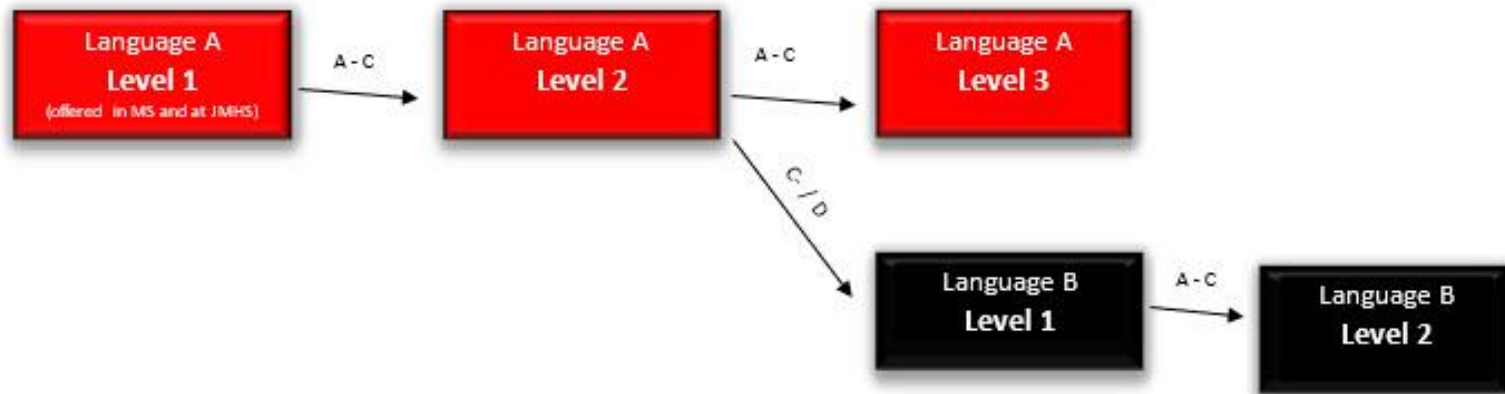 Language A
Level 1
(offered in MS and at JMHS)
A - C
Language A
Level 2
A - C
Language A
Level 3
C- / D
Language B
Level 1
A - C
Language B
Level 2